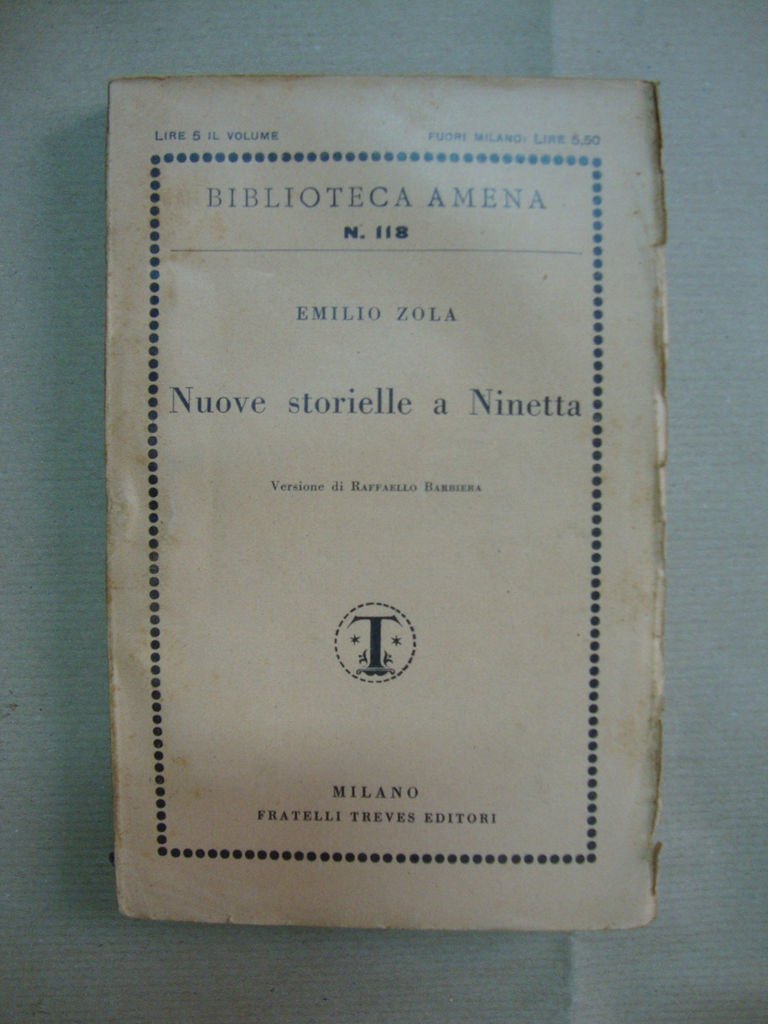 LIRE 5 IL VOLUME FUORI MILANO: LIRE 5,50
BIBLIOTECA AMENA
N. 118
EMILIO ZOLA
Nuove storielle a Ninetta
Versione di RAFFAELLO BARBIERA
T
MILANO
FRATELLI TREVES EDITORI